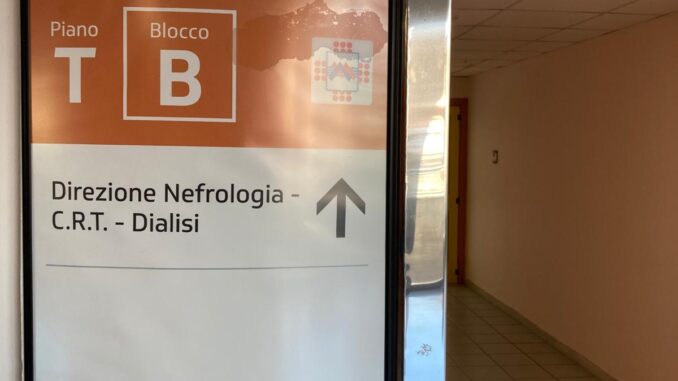 Piano Blocco
T B
Direzione Nefrologia -
C.R.T. - Dialisi